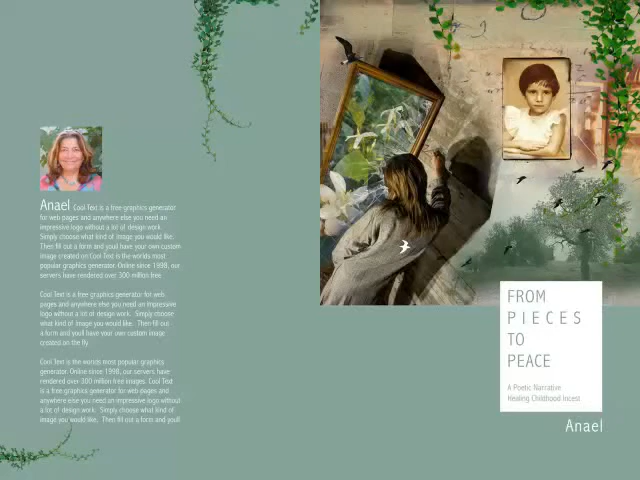 Anael Cool Text is a free graphics generator
for web pages and anywhere else you need an
impressive logo without a lot of design work.
Simply choose what kind of image you would like.
Then fill out a form and youll have your own custom
image created on Cool Text is the worlds most
popular graphics generator. Online since 1998, our
servers have rendered over 300 million free
Cool Text is a free graphics generator for web
pages and anywhere else you need an impressive
logo without a lot of design work. Simply choose
what kind of image you would like. Then fill out
a form and youll have your own custom image
created on the fly.
Cool Text is the worlds most popular graphics
generator. Online since 1998, our servers have
rendered over 300 million free images. Cool Text
is a free graphics generator for web pages and
anywhere else you need an impressive logo without
a lot of design work. Simply choose what kind of
image you would like. Then fill out a form and youll
FROM
PIECES
TO
PEACE
A Poetic Narrative
Healing Childhood Incest
Anael